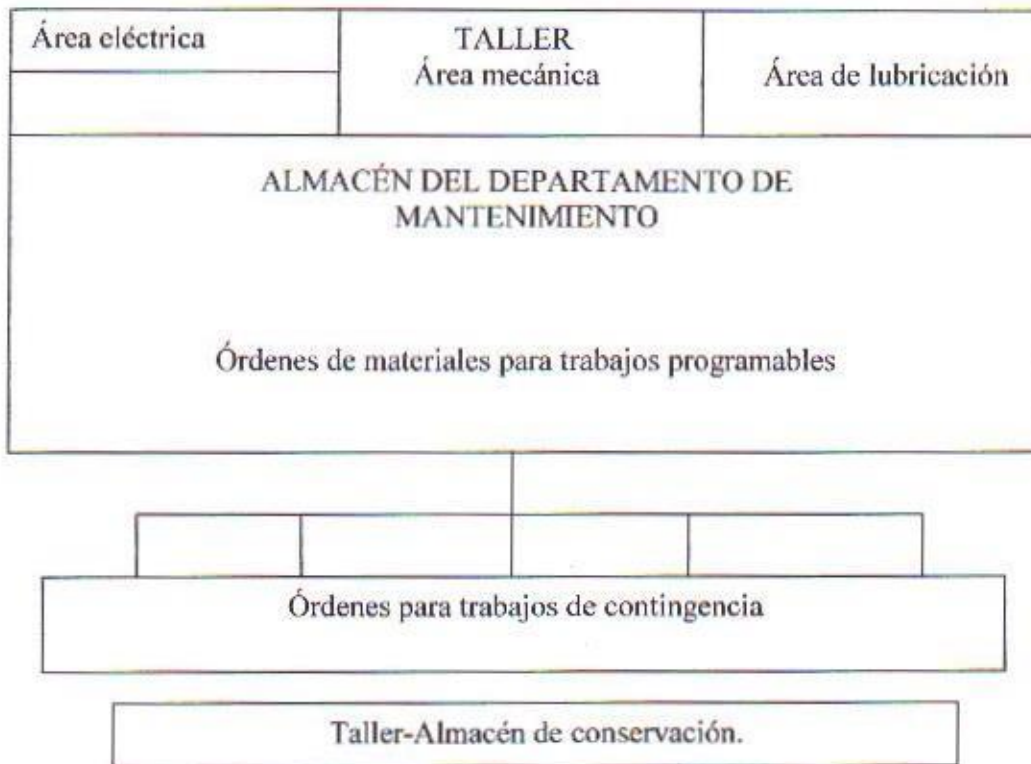 Área eléctrica
TALLER
Área mecánica
Área de lubricación
ALMACÉN DEL DEPARTAMENTO DE
MANTENIMIENTO
Órdenes de materiales para trabajos programables
Órdenes para trabajos de contingencia
Taller-Almacén de conservación.